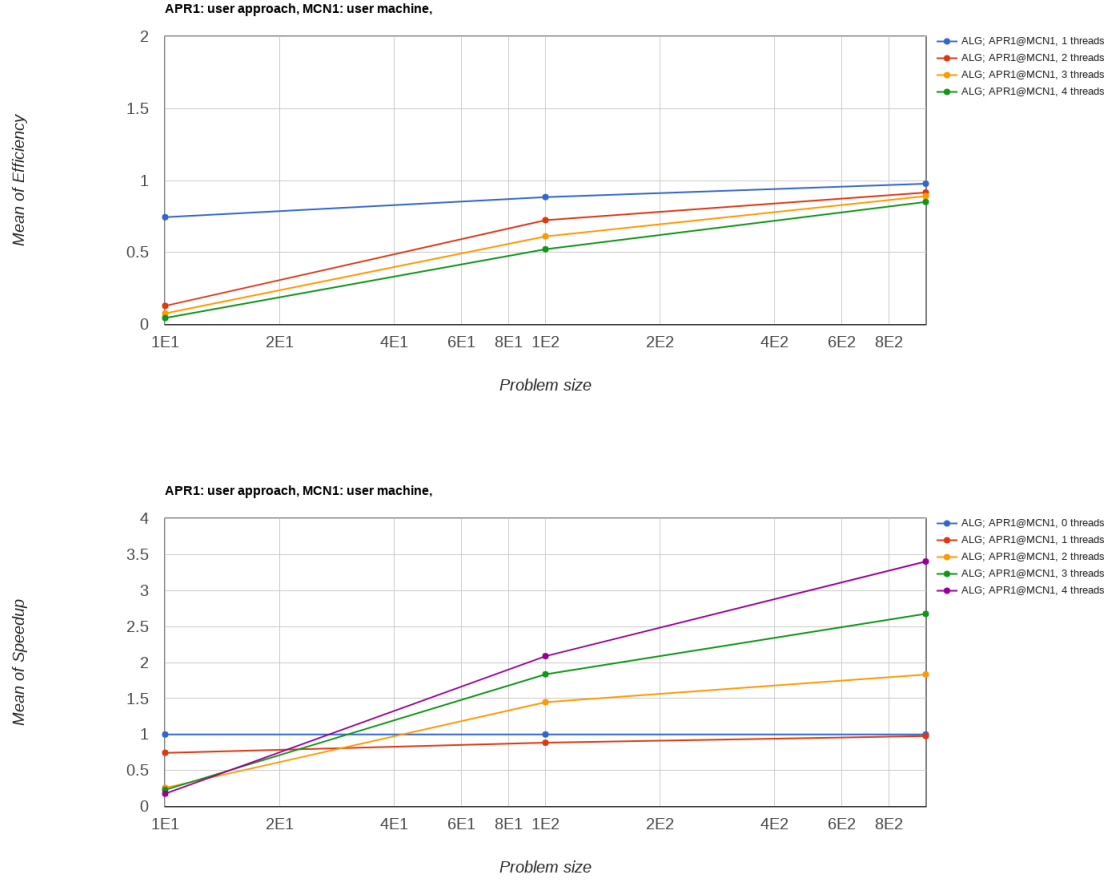 APR1: user approach, MCN1: user machine,
Mean of Efficiency
2
1.5
1
0.5
0
1E1 2E1 4E1 6E1 8E1 1E2 2E2 4E2 6E2 8E2
Problem size
ALG; APR1@MCN1, 1 threads
ALG; APR1@MCN1, 2 threads
ALG; APR1@MCN1, 3 threads
ALG; APR1@MCN1, 4 threads
APR1: user approach, MCN1: user machine,
Mean of Speedup
4
3.5
3
2.5
2
1.5
1
0.5
0
1E1 2E1 4E1 6E1 8E1 1E2 2E2 4E2 6E2 8E2
Problem size
ALG; APR1@MCN1, 0 threads
ALG; APR1@MCN1, 1 threads
ALG; APR1@MCN1, 2 threads
ALG; APR1@MCN1, 3 threads
ALG; APR1@MCN1, 4 threads